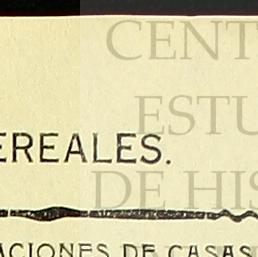 CENT
ESTU
EREALES.
DE HIS
ACIONES DE CASAS